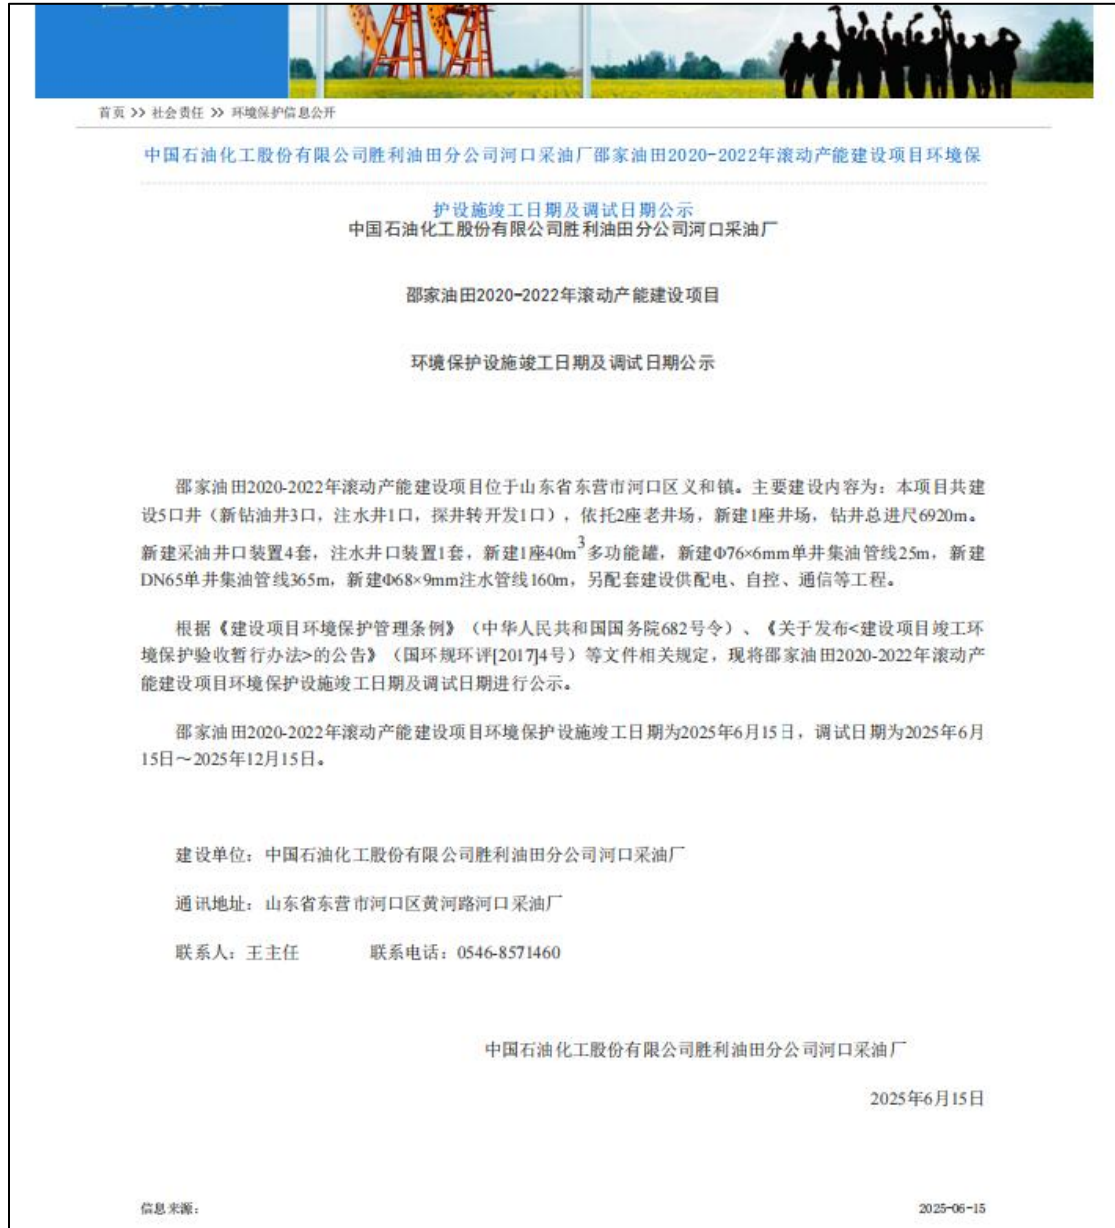 首页 >> 社会责任 >> 环境保护信息公开
中国石油化工股份有限公司胜利油田分公司河口采油厂邵家油田2020-2022年滚动产能建设项目环境保
护设施竣工日期及调试日期公示
中国石油化工股份有限公司胜利油田分公司河口采油厂
邵家油田2020-2022年滚动产能建设项目
环境保护设施竣工日期及调试日期公示
邵家油田2020-2022年滚动产能建设项目位于山东省东营市河口区义和镇。主要建设内容为：本项目共建
设5口井（新钻油井3口，注水井1口，探井转开发1口），依托2座老井场，新建1座井场，钻井总进尺6920m。
新建采油井口装置4套，注水井口装置1套，新建1座40m³多功能罐，新建Φ76×6mm单井集油管线25m，新建
DN65单井集油管线365m，新建Φ68×9mm注水管线160m，另配套建设供配电、自控、通信等工程。
根据《建设项目环境保护管理条例》（中华人民共和国国务院682号令）、《关于发布<建设项目竣工环
境保护验收暂行办法>的公告》（国环规环评[2017]4号）等文件相关规定，现将邵家油田2020-2022年滚动产
能建设项目环境保护设施竣工日期及调试日期进行公示。
邵家油田2020-2022年滚动产能建设项目环境保护设施竣工日期为2025年6月15日，调试日期为2025年6月
15日～2025年12月15日。
建设单位：中国石油化工股份有限公司胜利油田分公司河口采油厂
通讯地址：山东省东营市河口区黄河路河口采油厂
联系人：王主任 联系电话：0546-8571460
中国石油化工股份有限公司胜利油田分公司河口采油厂
2025年6月15日
信息来源： 2025-06-15